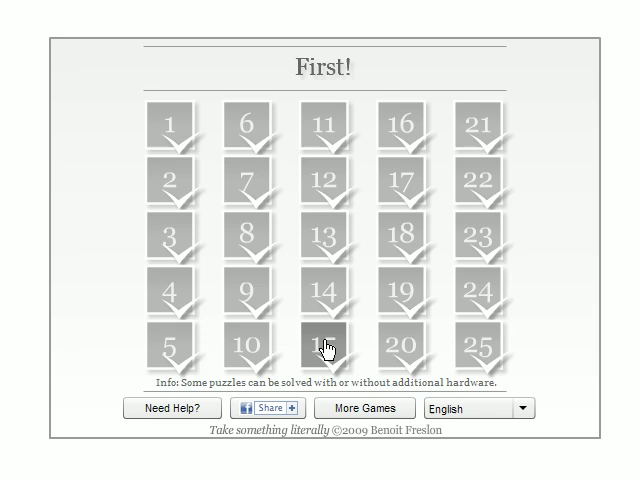 First!
1 6 11 16 21
2 7 12 17 22
3 8 13 18 23
4 9 14 19 24
5 10 20 25
Info: Some puzzles can be solved with or without additional hardware.
Need Help? Share + More Games English
Take something literally ©2009 Benoit Freslon